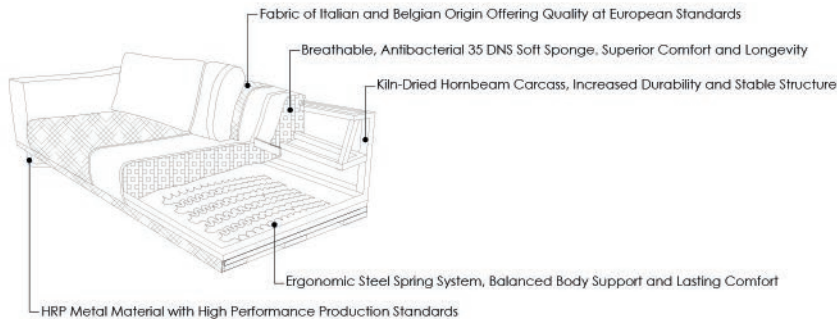 Fabric of Italian and Belgian Origin Offering Quality at European Standards
Breathable, Antibacterial 35 DNS Soft Sponge, Superior Comfort and Longevity
Kiln-Dried Hornbeam Carcass, Increased Durability and Stable Structure
Ergonomic Steel Spring System, Balanced Body Support and Lasting Comfort
HRP Metal Material with High Performance Production Standards